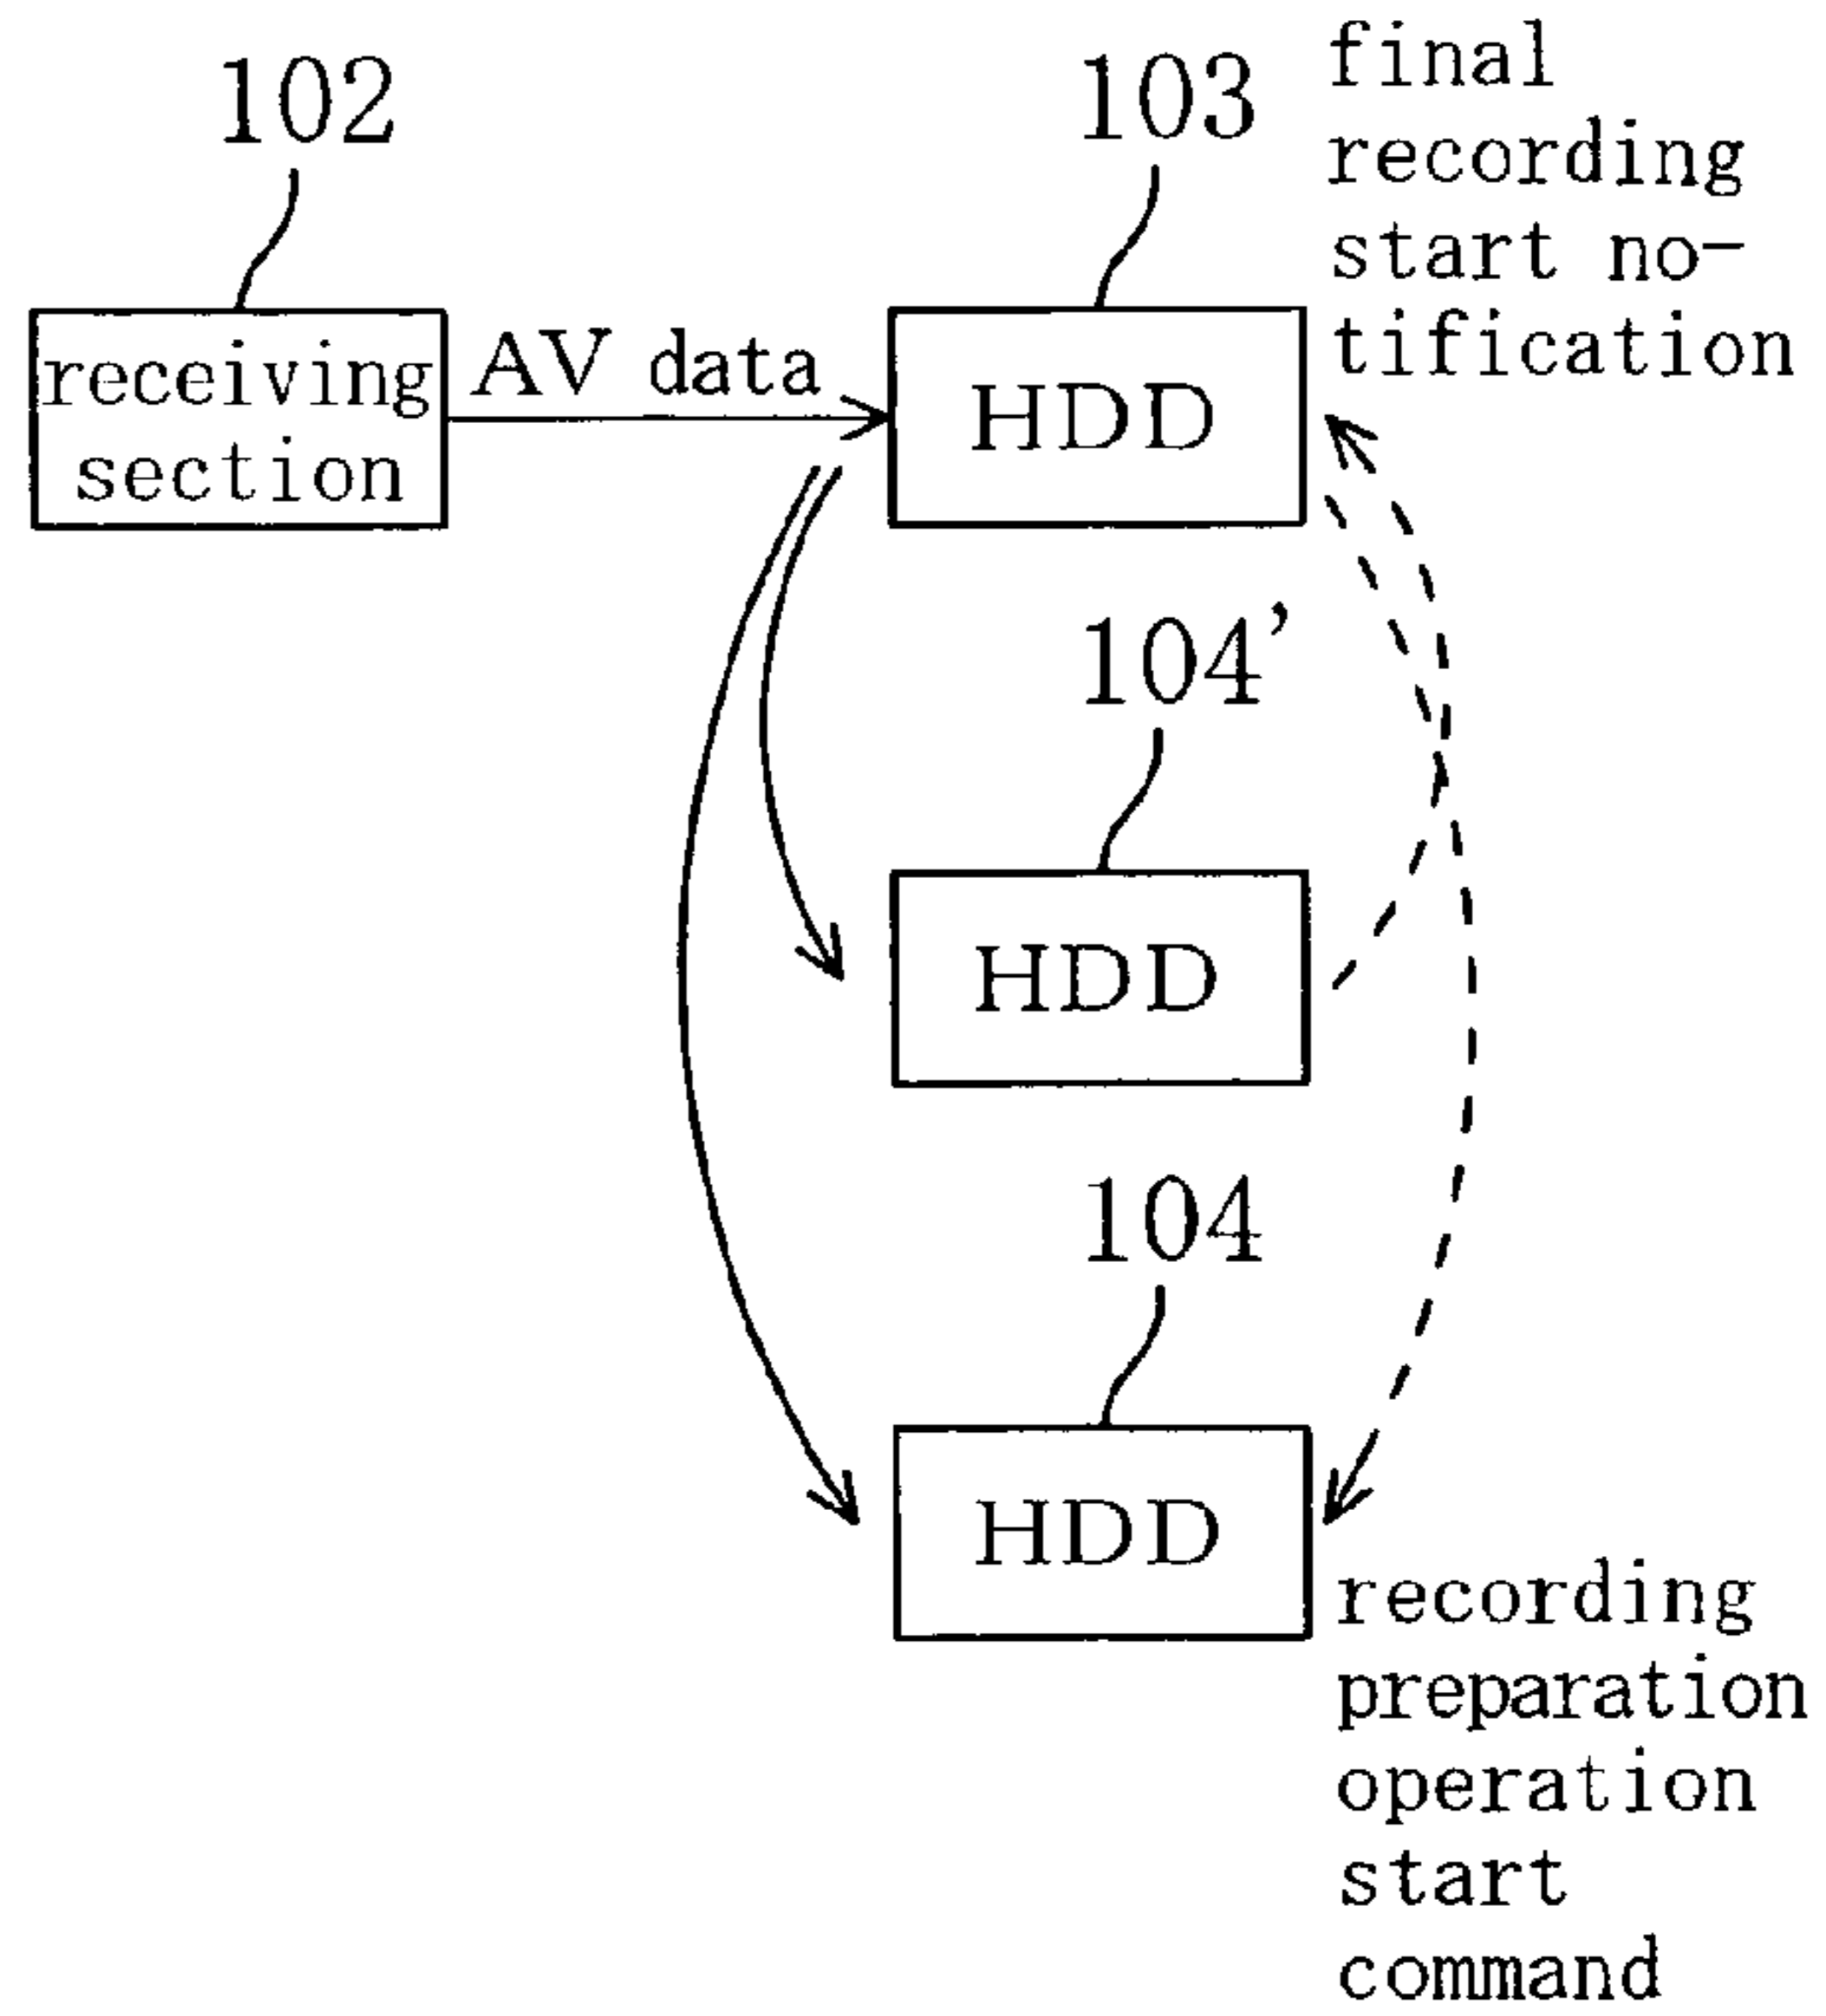 102
103
final
recording
start no-
tification
receiving
section
AV data
HDD
104'
HDD
104
HDD
recording
preparation
operation
start
command